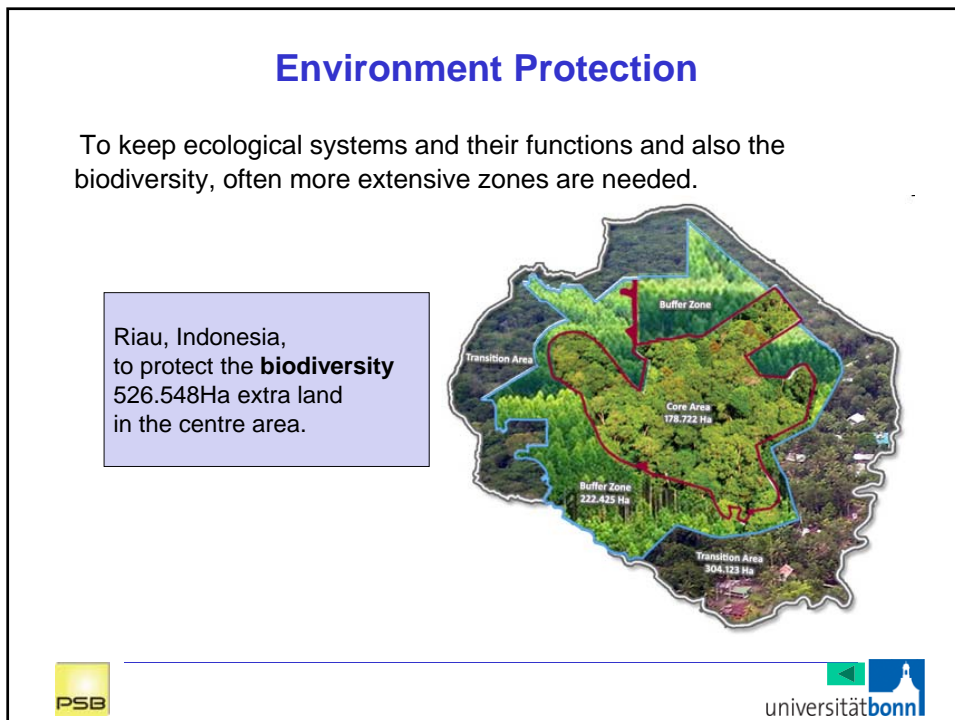 Environment Protection
To keep ecological systems and their functions and also the
biodiversity, often more extensive zones are needed.
Riau, Indonesia,
to protect the biodiversity
526.548Ha extra land
in the centre area.
Buffer Zone
Transition Area
Core Area
178.722 Ha
Buffer Zone
222.425 Ha
Transition Area
304.123 Ha
PSB
universitätbonn